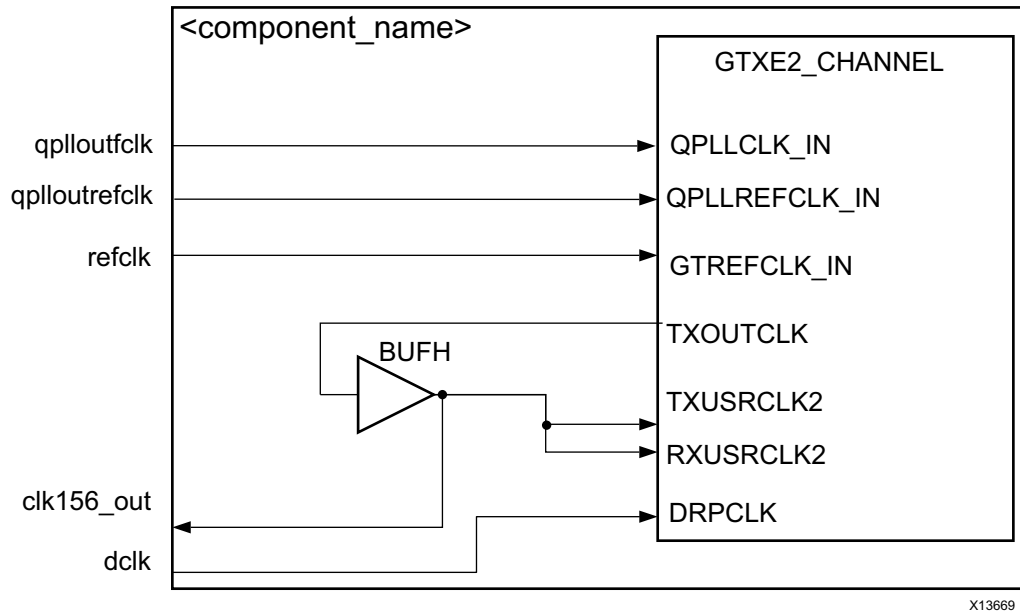 <component_name>
GTXE2_CHANNEL
qplloutfclk
QPLLCLK_IN
qplloutrefclk
QPLLREFCLK_IN
refclk
GTREFCLK_IN
TXOUTCLK
BUFH
TXUSRCLK2
RXUSRCLK2
clk156_out
DRPCLK
dclk
X13669